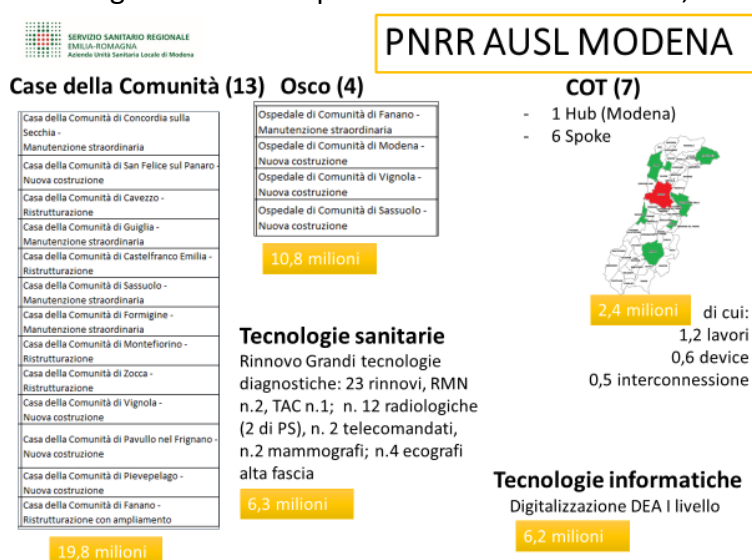 SERVIZIO SANITARIO REGIONALE
EMILIA-ROMAGNA
Azienda Unità Sanitaria Locale di Modena
PNRR AUSL MODENA
Case della Comunità (13)
Casa della Comunità di Concordia sulla
Secchia -
Manutenzione straordinaria
Casa della Comunità di San Felice sul Panaro -
Nuova costruzione
Casa della Comunità di Cavezzo -
Ristrutturazione
Casa della Comunità di Guiglia -
Manutenzione straordinaria
Casa della Comunità di Castelfranco Emilia -
Ristrutturazione
Casa della Comunità di Sassuolo -
Manutenzione straordinaria
Casa della Comunità di Formigine -
Manutenzione straordinaria
Casa della Comunità di Montefiorino -
Ristrutturazione
Casa della Comunità di Zocca -
Ristrutturazione
Casa della Comunità di Vignola -
Nuova costruzione
Casa della Comunità di Pavullo nel Frignano -
Nuova costruzione
Casa della Comunità di Pievepelago -
Nuova costruzione
Casa della Comunità di Fanano -
Ristrutturazione con ampliamento
19,8 milioni
Osco (4)
Ospedale di Comunità di Fanano -
Manutenzione straordinaria
Ospedale di Comunità di Modena -
Nuova costruzione
Ospedale di Comunità di Vignola -
Nuova costruzione
Ospedale di Comunità di Sassuolo -
Nuova costruzione
10,8 milioni
Tecnologie sanitarie
Rinnovo Grandi tecnologie
diagnostiche: 23 rinnovi, RMN
n.2, TAC n.1; n. 12 radiologiche
(2 di PS), n. 2 telecomandati,
n.2 mammografi; n.4 ecografi
alta fascia
6,3 milioni
COT (7)
- 1 Hub (Modena)
- 6 Spoke
2,4 milioni
di cui:
1,2 lavori
0,6 device
0,5 interconnessione
Tecnologie informatiche
Digitalizzazione DEA I livello
6,2 milioni